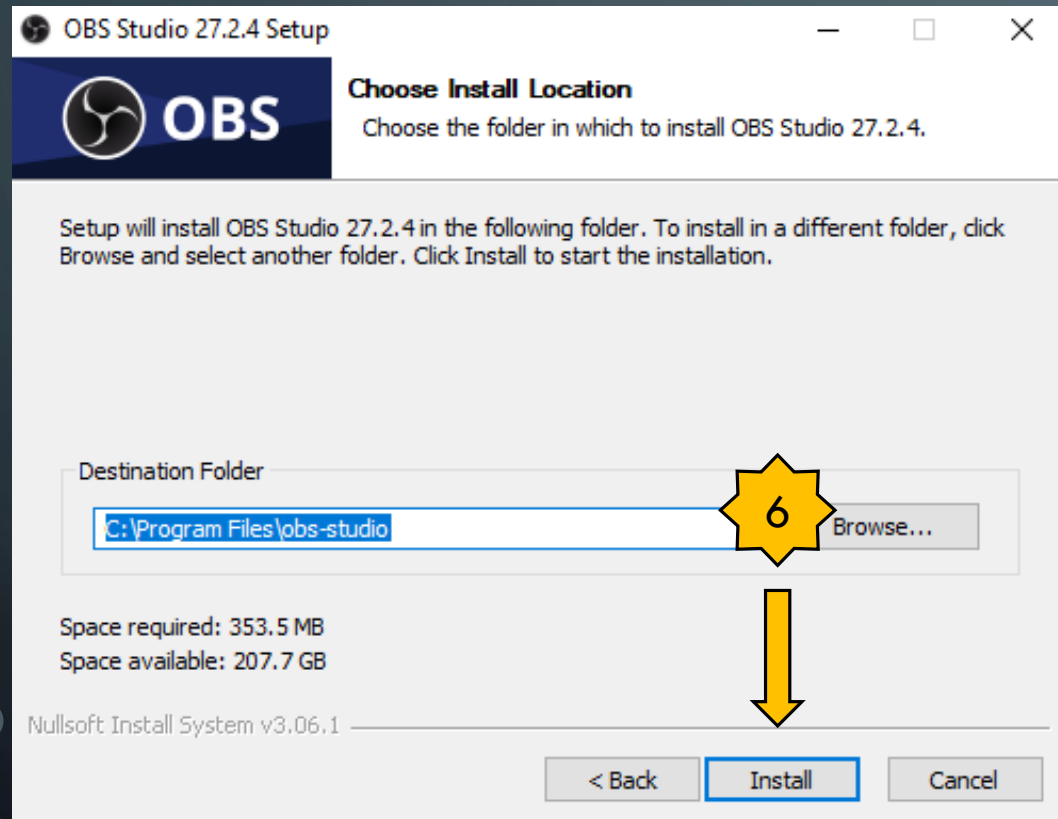 OBS Studio 27.2.4 Setup
OBS
Choose Install Location
Choose the folder in which to install OBS Studio 27.2.4.
Setup will install OBS Studio 27.2.4 in the following folder. To install in a different folder, click
Browse and select another folder. Click Install to start the installation.
Destination Folder
C:\Program Files\obs-studio
6
Browse...
Space required: 353.5 MB
Space available: 207.7 GB
Nullsoft Install System v3.06.1
< Back
Install
Cancel